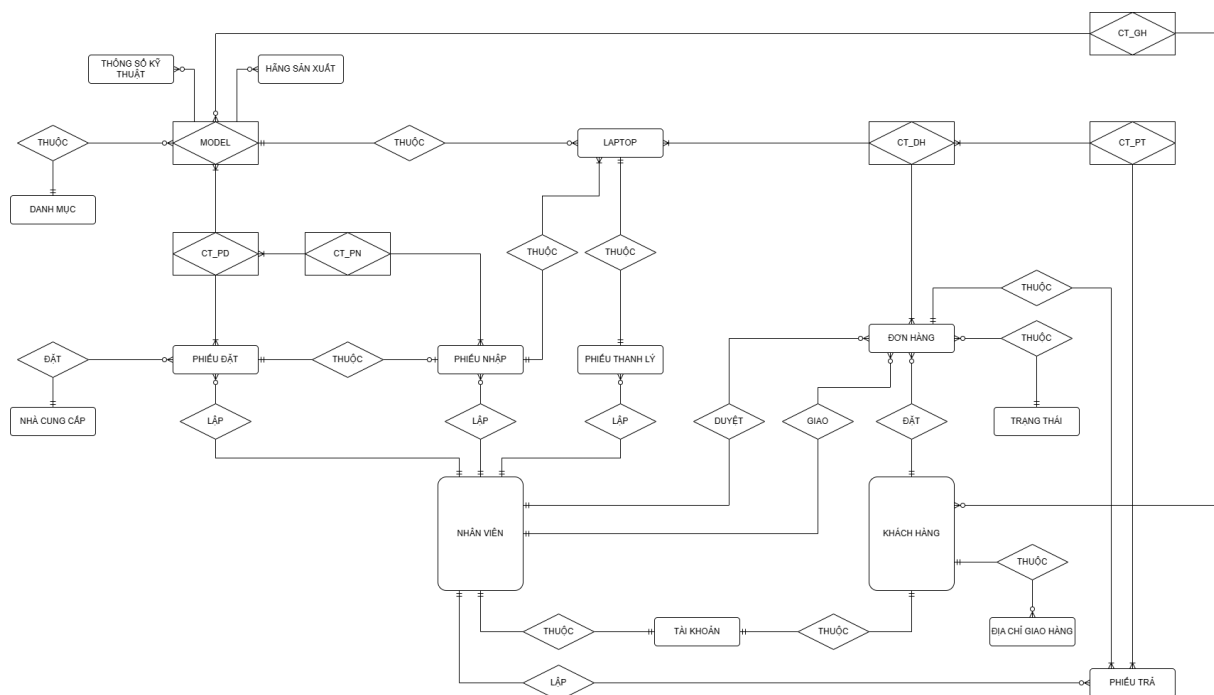 CT_GH
THÔNG SỐ KỸ
THUẬT
HÃNG SẢN XUẤT
THUỘC
MODEL
THUỘC
LAPTOP
CT_DH
CT_PT
DANH MỤC
CT_PD
CT_PN
THUỘC
THUỘC
THUỘC
ĐẶT
PHIẾU ĐẶT
THUỘC
PHIẾU NHẬP
PHIẾU THANH LÝ
ĐƠN HÀNG
THUỘC
NHÀ CUNG CẤP
LẬP
LẬP
LẬP
DUYỆT
GIAO
ĐẶT
TRẠNG THÁI
NHÂN VIÊN
KHÁCH HÀNG
THUỘC
THUỘC
TÀI KHOẢN
THUỘC
ĐỊA CHỈ GIAO HÀNG
LẬP
PHIẾU TRẢ